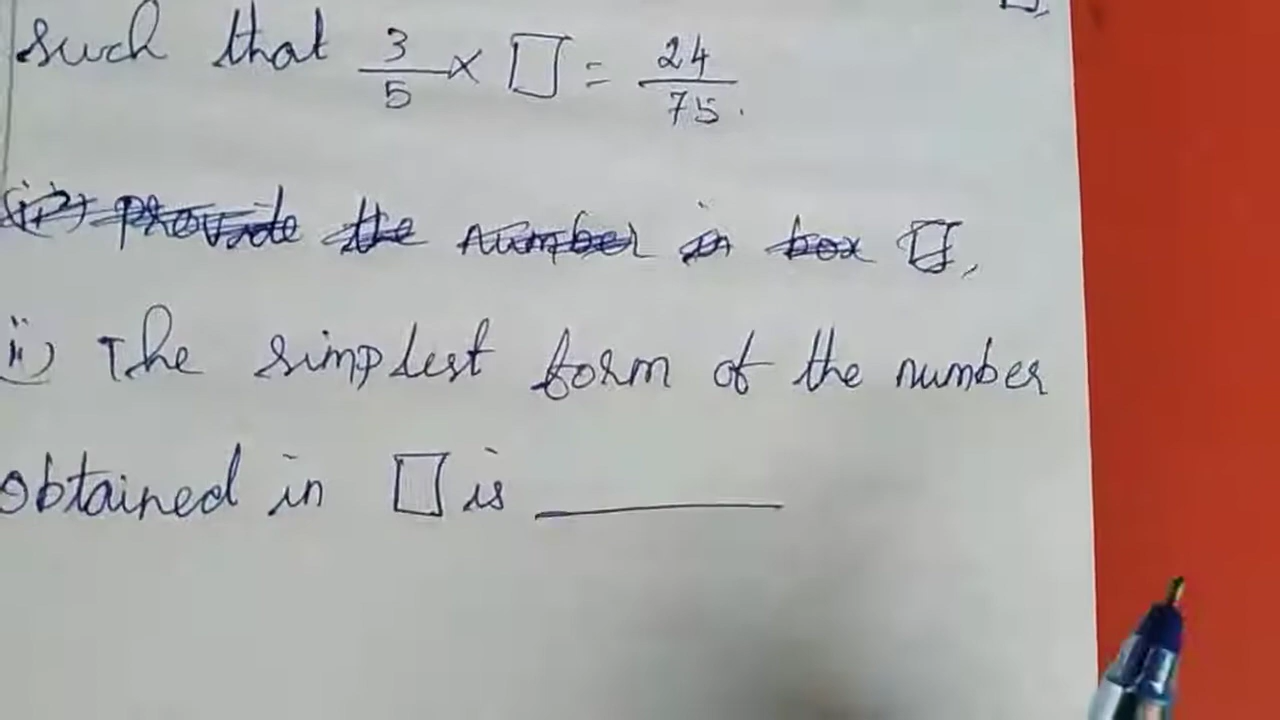 such that 3/5 × □ = 24/75.
(ii) Provide the number in box □.
ii) The simplest form of the number
obtained in □ is ______